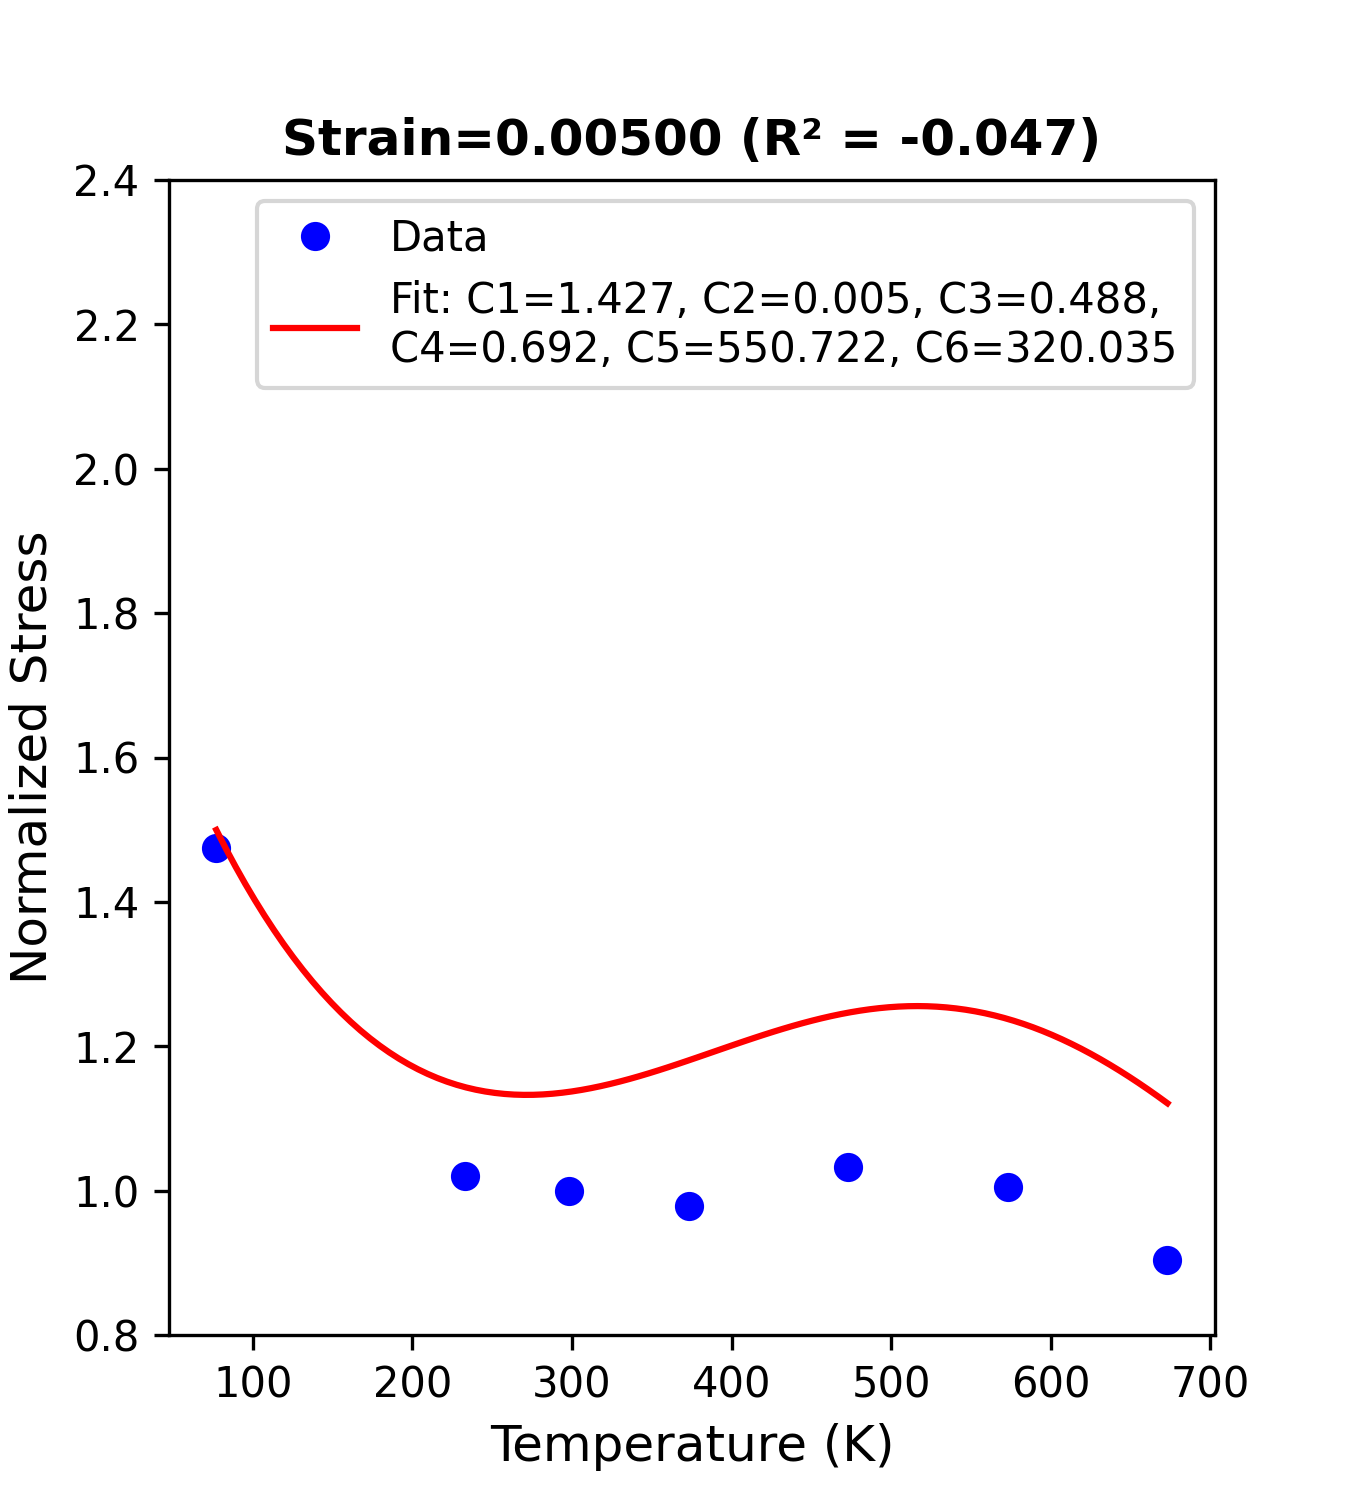 Strain=0.00500 (R² = -0.047)
Data
Fit: C1=1.427, C2=0.005, C3=0.488,
C4=0.692, C5=550.722, C6=320.035
Normalized Stress
2.4
2.2
2.0
1.8
1.6
1.4
1.2
1.0
0.8
100 200 300 400 500 600 700
Temperature (K)